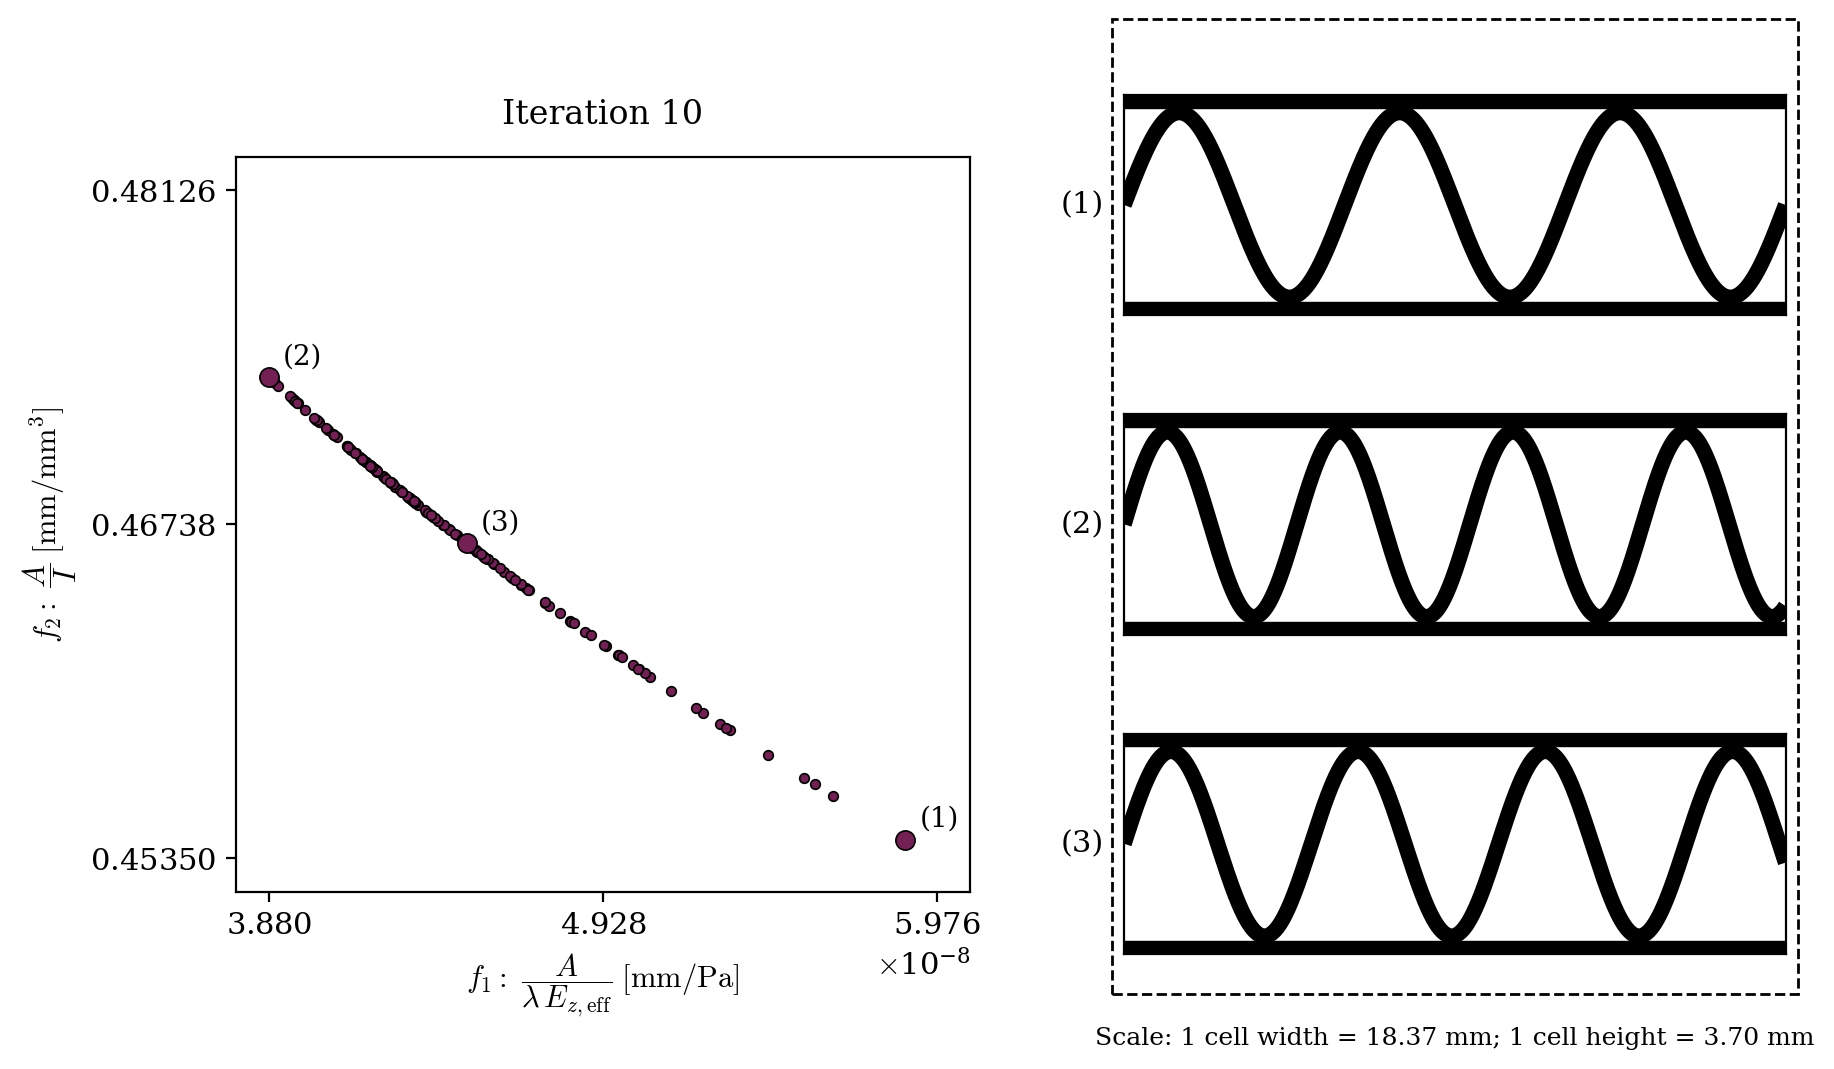 Iteration 10
0.48126
0.46738
0.45350
f₂ : A/I [mm/mm³]
(2)
(3)
(1)
3.880 4.928 5.976
×10⁻⁸
f₁ : A/(λ E_z,eff) [mm/Pa]
(1)
(2)
(3)
Scale: 1 cell width = 18.37 mm; 1 cell height = 3.70 mm